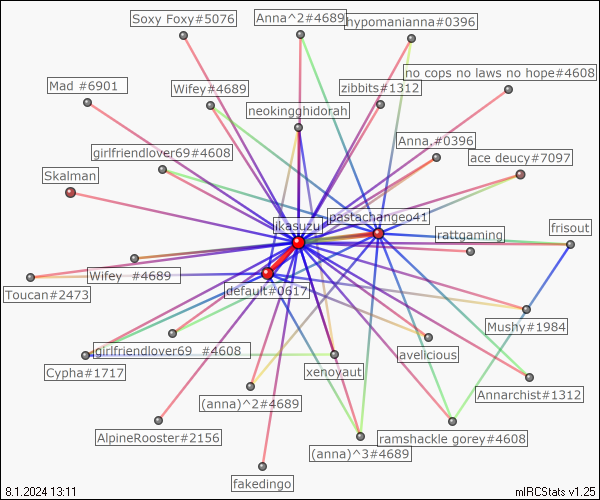 Soxy Foxy#5076
Anna^2#4689
hypomanianna#0396
no cops no laws no hope#4608
Mad #6901
Wifey#4689
zibbits#1312
neokingghidorah
girlfriendlover69#4608
Anna.#0396
ace deucy#7097
Skalman
pastachangeo41
ikasuzu
rattgaming
frisout
Wifey #4689
default#0617
Toucan#2473
Mushy#1984
girlfriendlover69 #4608
avelicious
Cypha#1717
xenoyaut
Annarchist#1312
(anna)^2#4689
AlpineRooster#2156
ramshackle gorey#4608
(anna)^3#4689
fakedingo
8.1.2024 13:11
mIRCStats v1.25